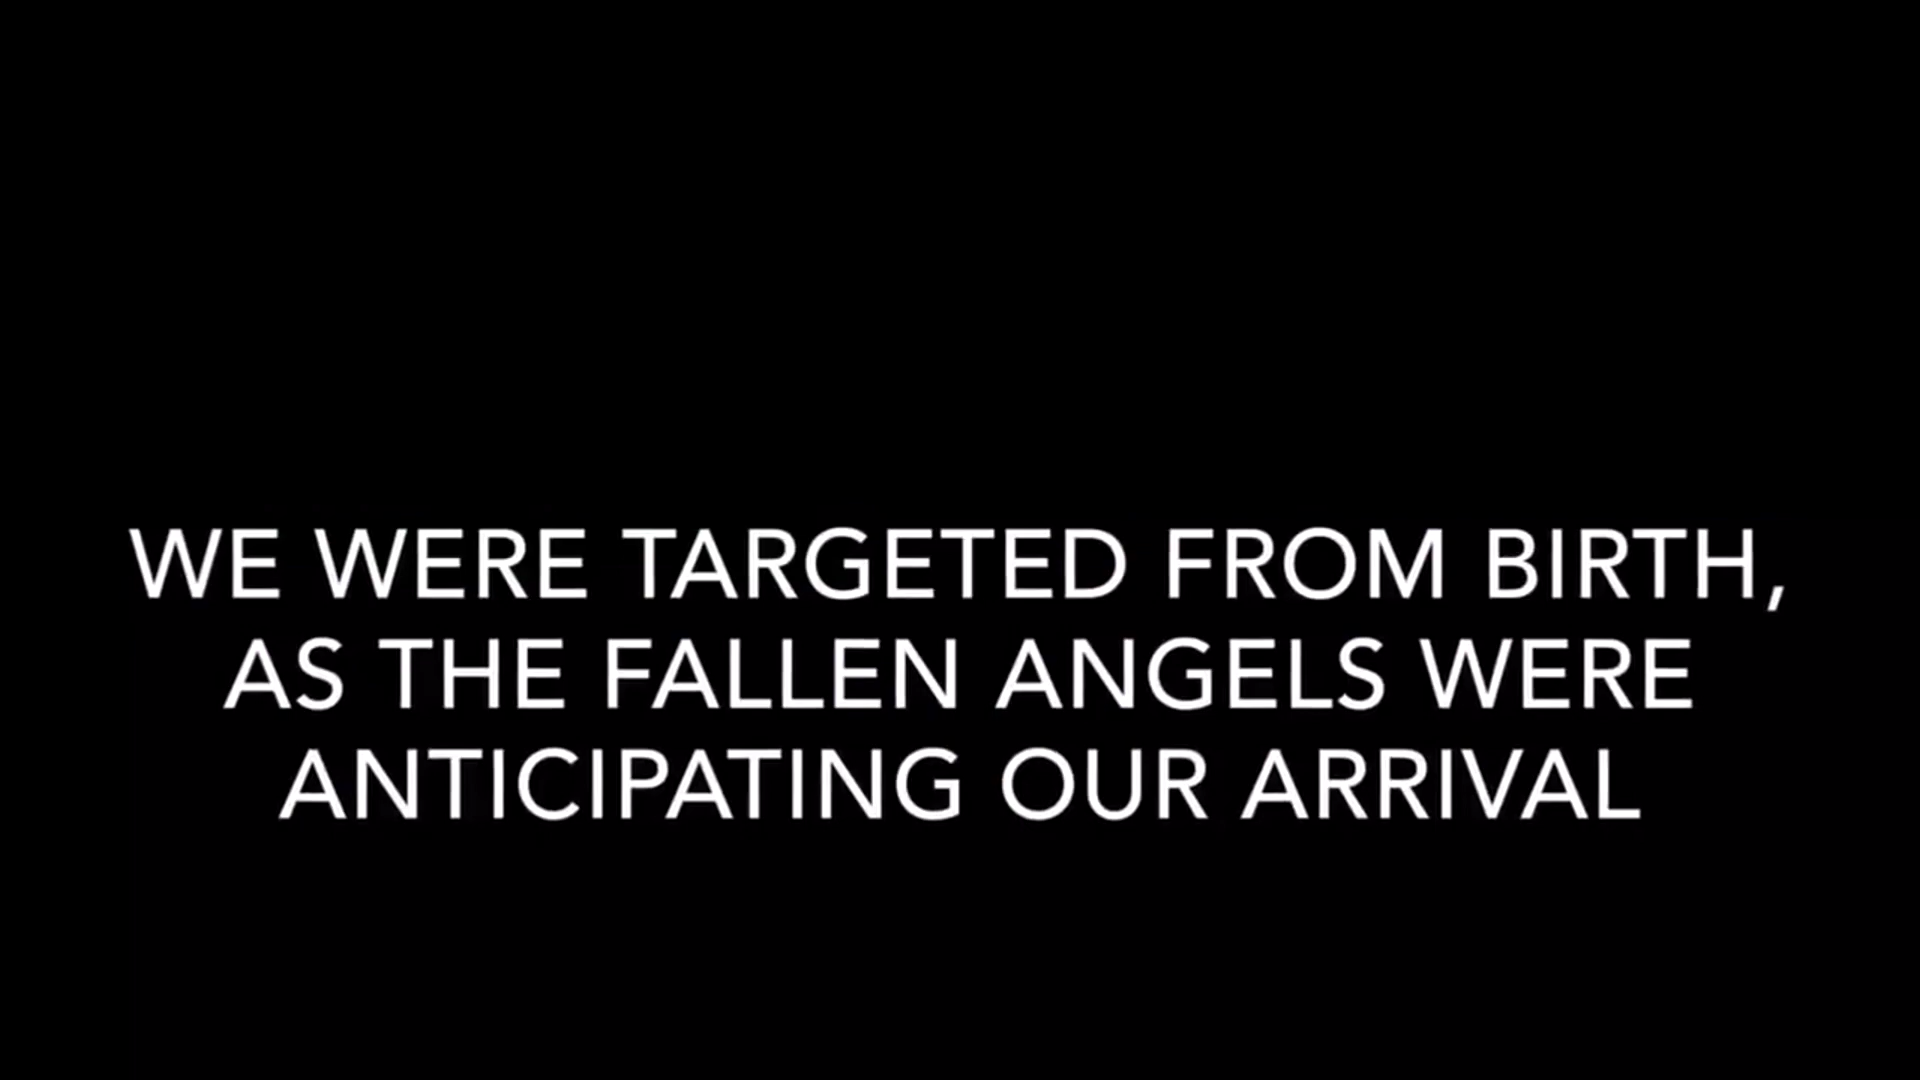 WE WERE TARGETED FROM BIRTH,
AS THE FALLEN ANGELS WERE
ANTICIPATING OUR ARRIVAL